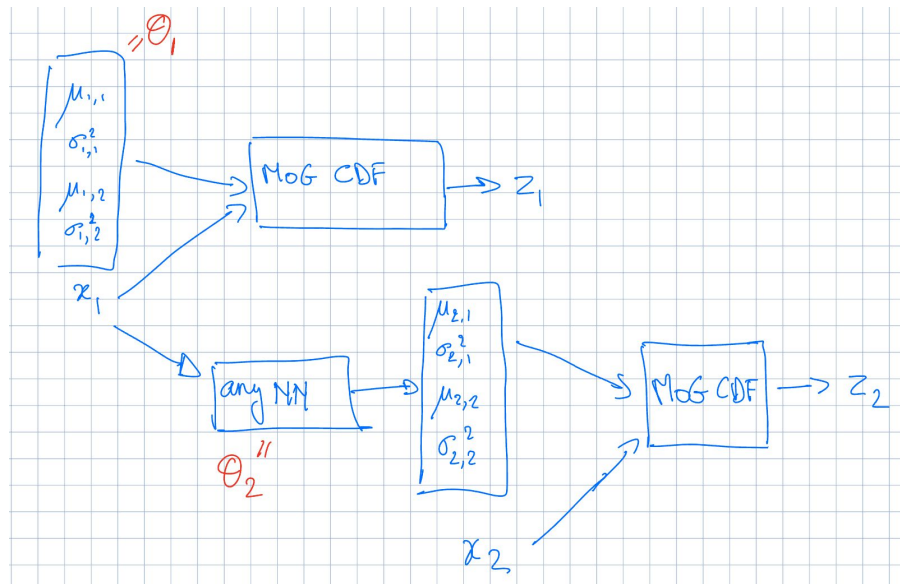 = θ₁
μ₁,₁
σ²₁,₁
μ₁,₂
σ²₁,₂
MoG CDF
z₁
x₁
μ₂,₁
σ²₂,₁
μ₂,₂
σ²₂,₂
any NN
MoG CDF
z₂
θ₂"
x₂